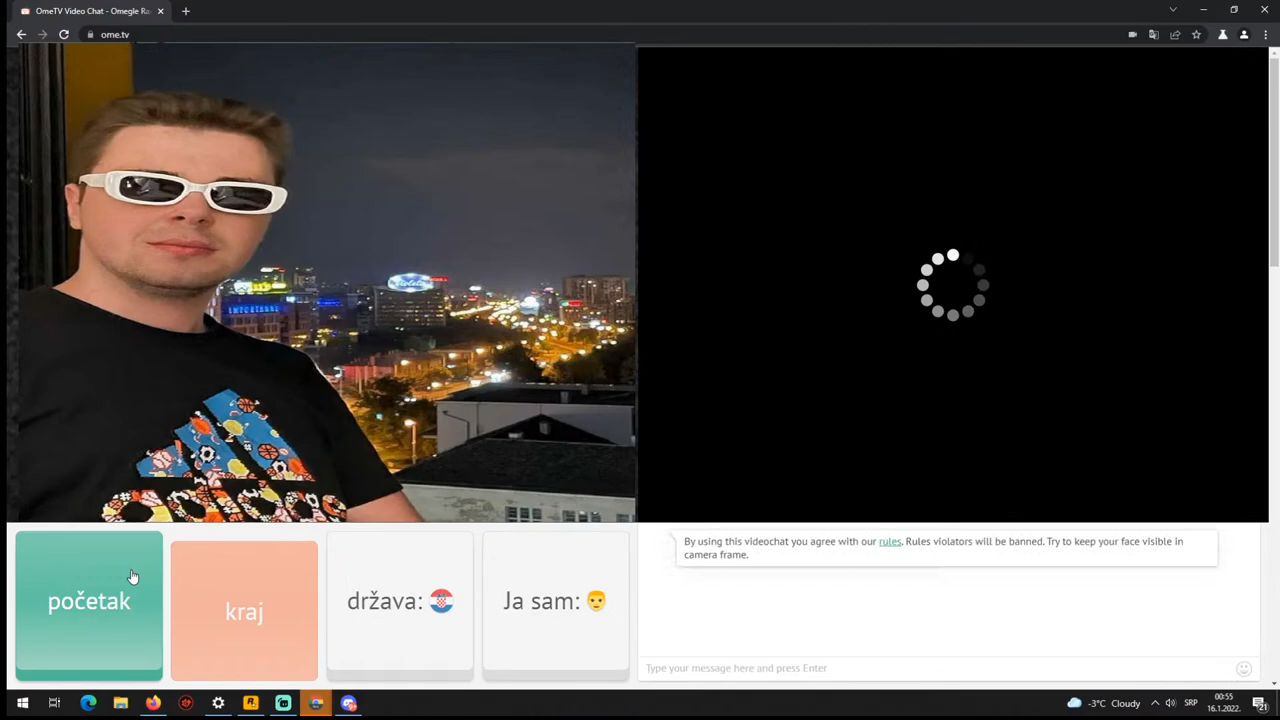 OmeTV Video Chat - Omegle Ra
ome.tv
adidas
početak
kraj
država:
Ja sam:
By using this videochat you agree with our rules. Rules violators will be banned. Try to keep your face visible in
camera frame.
Type your message here and press Enter
-3°C Cloudy
SRP
00:55
16.1.2022.
21